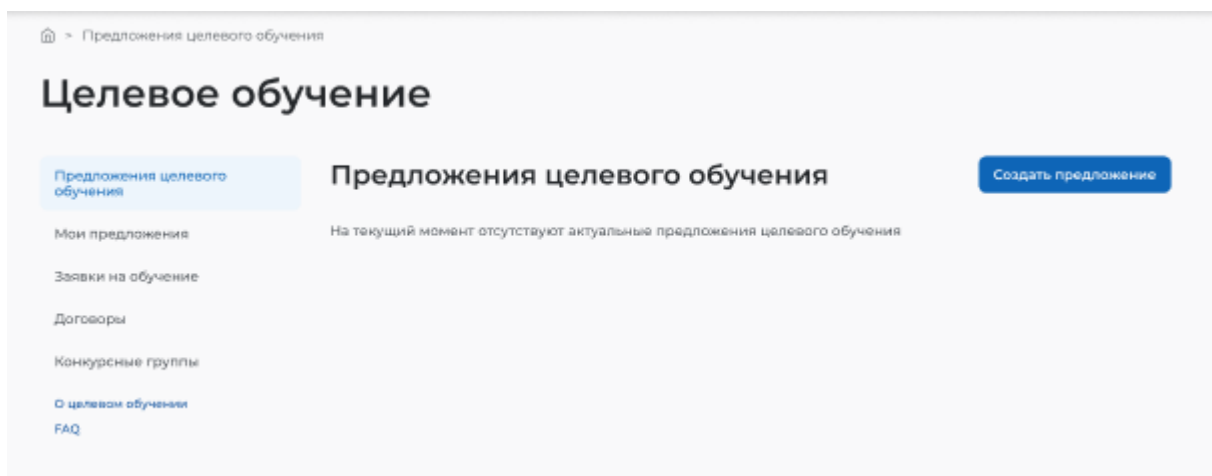 > Предложения целевого обучения
Целевое обучение
Предложения целевого
обучения
Предложения целевого обучения
Создать предложение
Мои предложения
На текущий момент отсутствуют актуальные предложения целевого обучения
Заявки на обучение
Договоры
Конкурсные группы
О целевом обучении
FAQ